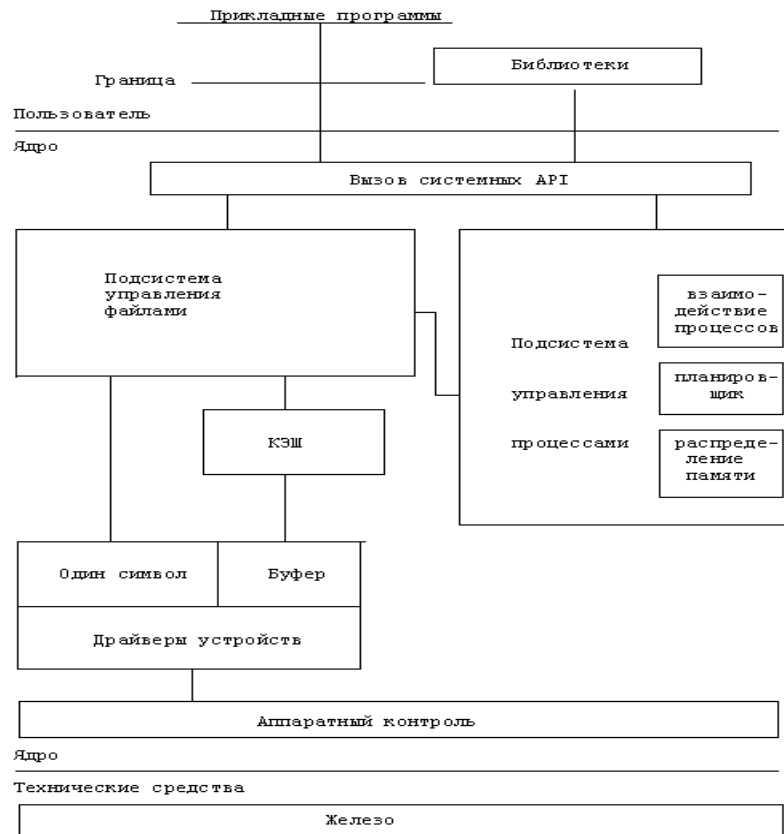 Прикладные программы
Библиотеки
Граница
Пользователь
Ядро
Вызов системных API
Подсистема
управления
файлами
взаимо-
действие
процессов
Подсистема
планиров-
щик
управления
процессами
распреде-
ление
памяти
КЭШ
Один символ
Буфер
Драйверы устройств
Аппаратный контроль
Ядро
Технические средства
Железо